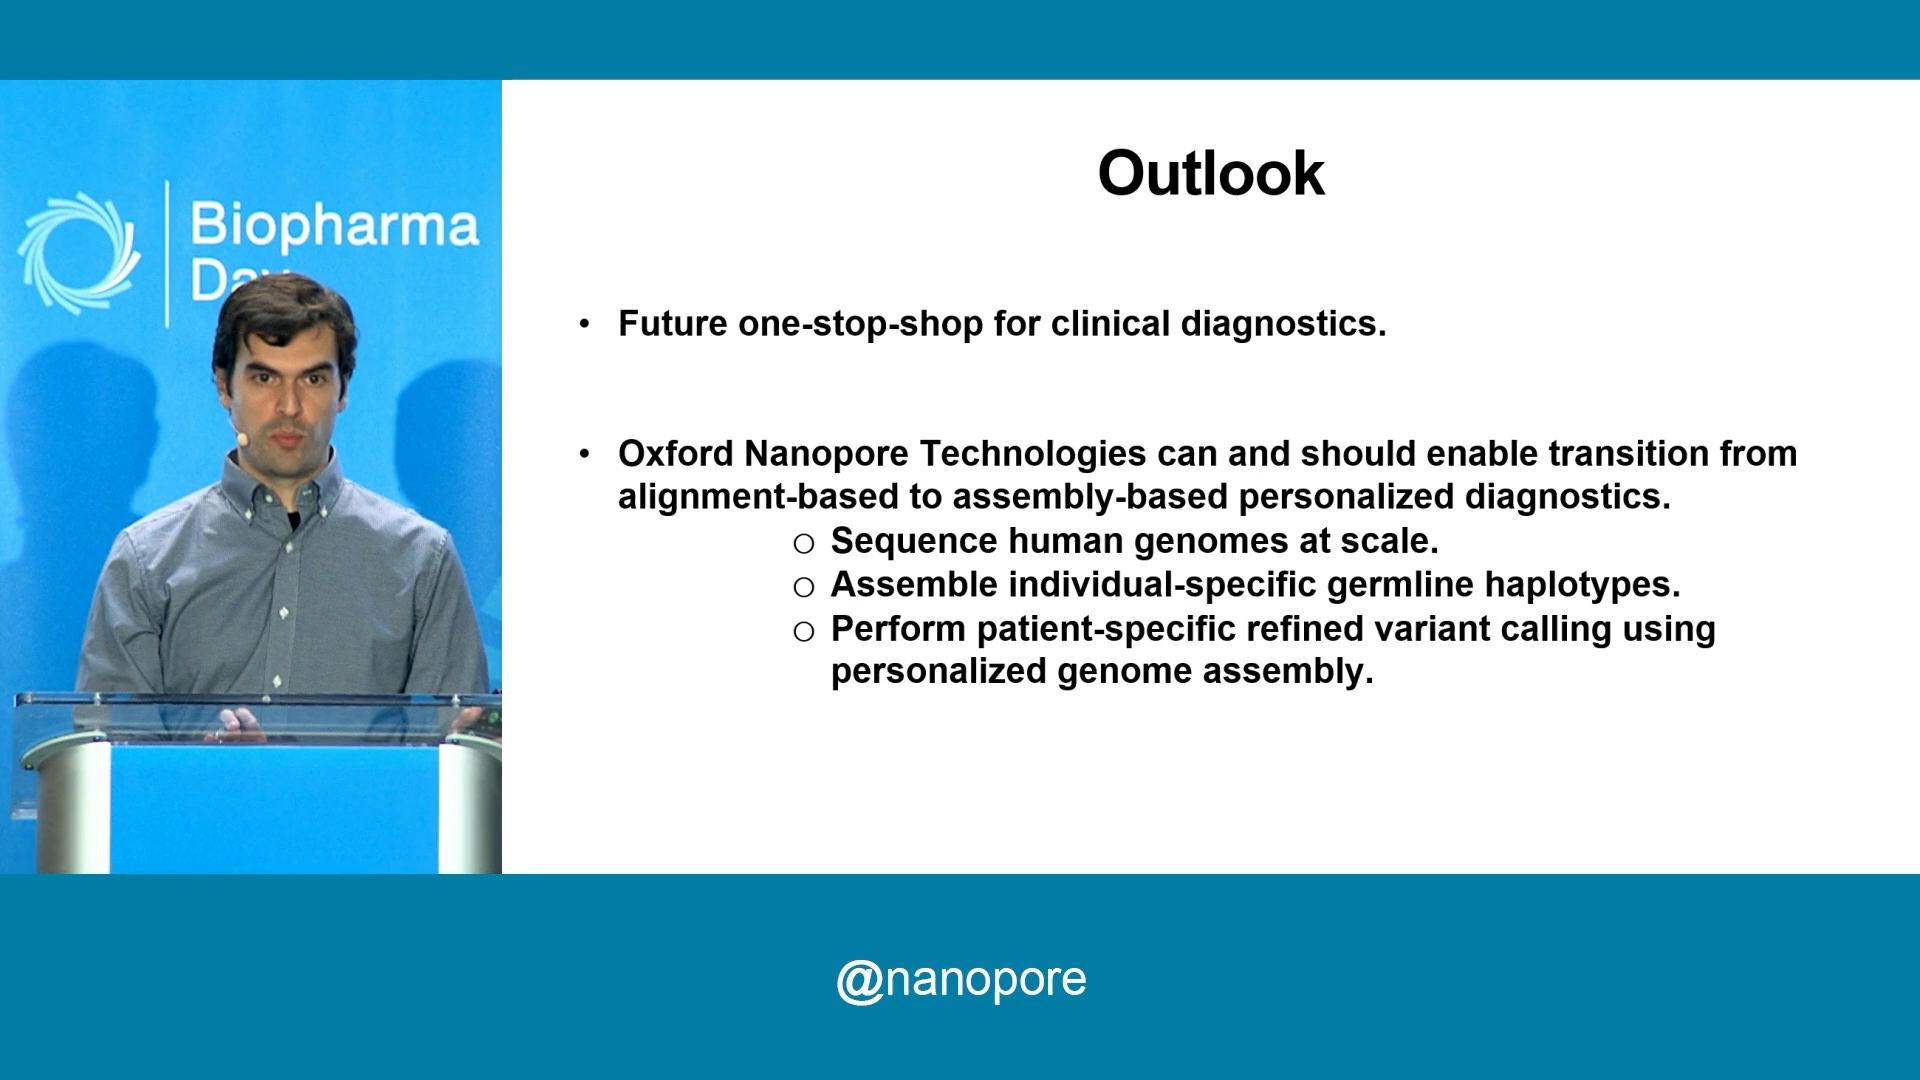 Biopharma
Outlook
• Future one-stop-shop for clinical diagnostics.
• Oxford Nanopore Technologies can and should enable transition from
alignment-based to assembly-based personalized diagnostics.
○ Sequence human genomes at scale.
○ Assemble individual-specific germline haplotypes.
○ Perform patient-specific refined variant calling using
personalized genome assembly.
@nanopore